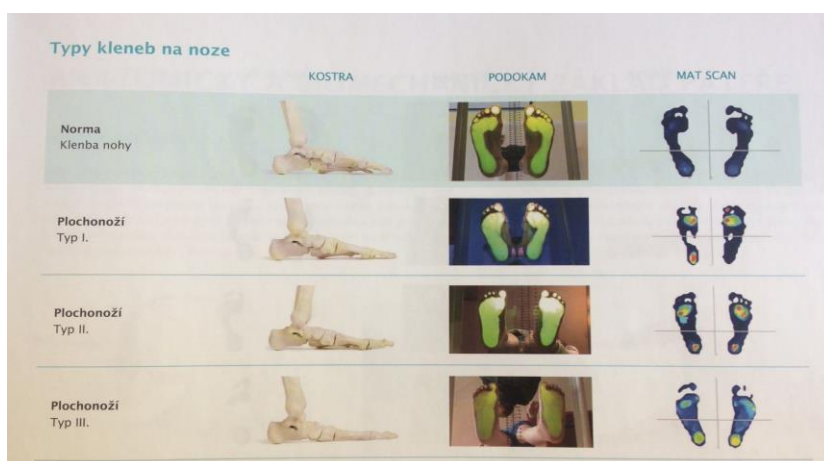 Typy kleneb na noze
KOSTRA PODOKAM MAT SCAN
Norma
Klenba nohy
Plochonoží
Typ I.
Plochonoží
Typ II.
Plochonoží
Typ III.